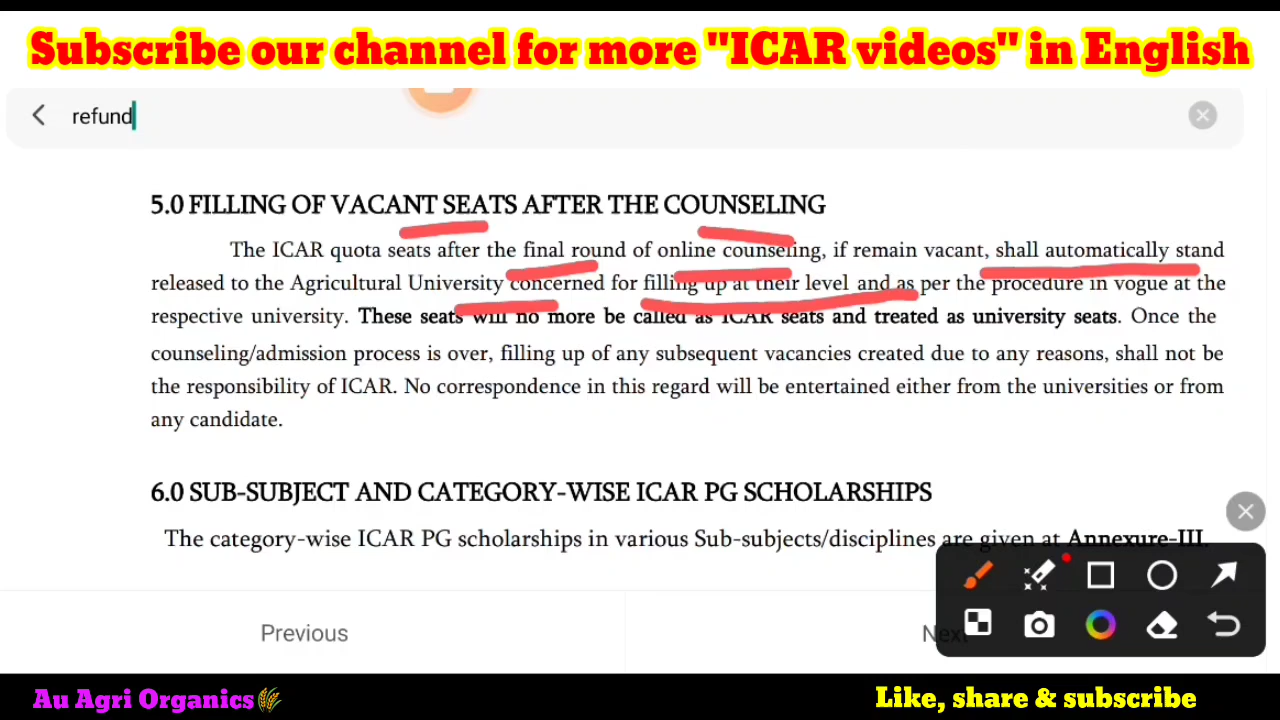 Subscribe our channel for more "ICAR videos" in English
refund
5.0 FILLING OF VACANT SEATS AFTER THE COUNSELING
The ICAR quota seats after the final round of online counseling, if remain vacant, shall automatically stand
released to the Agricultural University concerned for filling up at their level and as per the procedure in vogue at the
respective university. These seats will no more be called as ICAR seats and treated as university seats. Once the
counseling/admission process is over, filling up of any subsequent vacancies created due to any reasons, shall not be
the responsibility of ICAR. No correspondence in this regard will be entertained either from the universities or from
any candidate.
6.0 SUB-SUBJECT AND CATEGORY-WISE ICAR PG SCHOLARSHIPS
The category-wise ICAR PG scholarships in various Sub-subjects/disciplines are given at Annexure-III.
Previous
Next
Au Agri Organics🌾
Like, share & subscribe